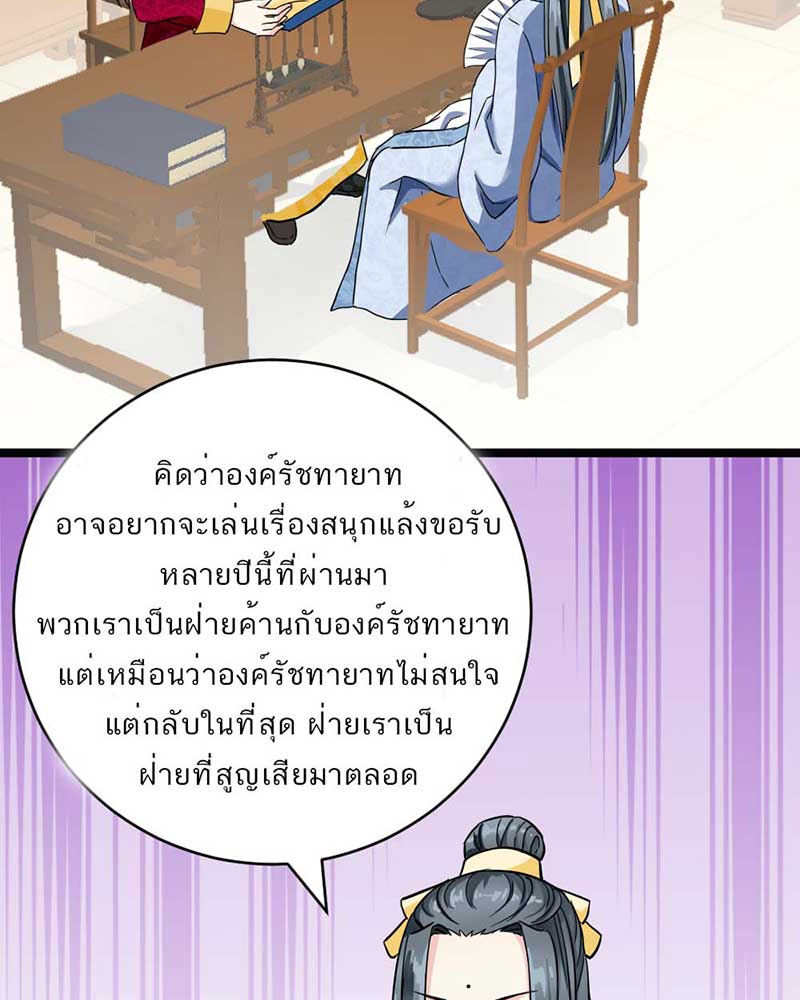 คิดว่าองค์รัชทายาท
อาจอยากจะเล่นเรื่องสนุกแล้งขอรับ
หลายปีนี้ที่ผ่านมา
พวกเราเป็นฝ่ายค้านกับองค์รัชทายาท
แต่เหมือนว่าองค์รัชทายาทไม่สนใจ
แต่กลับในที่สุด ฝ่ายเราเป็น
ฝ่ายที่สูญเสียมาตลอด